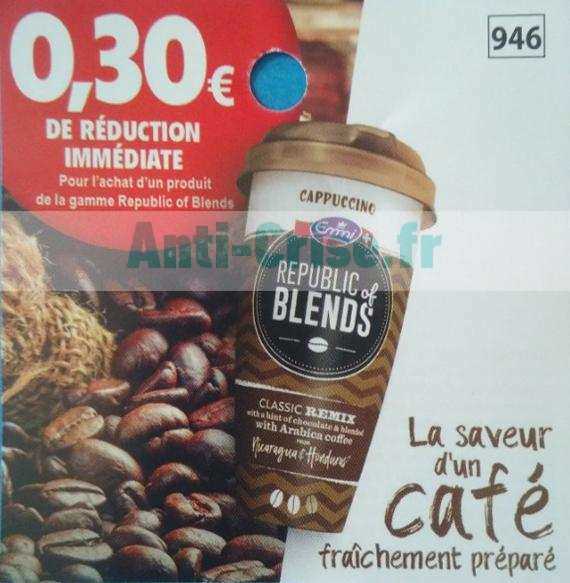 0,30€
DE RÉDUCTION
IMMÉDIATE
Pour l'achat d'un produit
de la gamme Republic of Blends
946
Anti-Crise.fr
CAPPUCCINO
Emmi
REPUBLIC of
BLENDS
CLASSIC REMIX
with a hint of chocolate & blended
with Arabica coffee
FROM
Nicaragua & Honduras
La saveur
d'un
café
fraîchement préparé